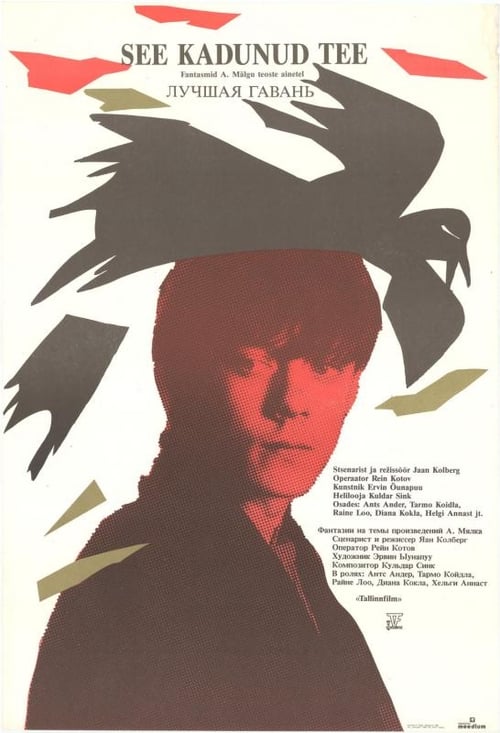 SEE KADUNUD TEE
Fantasmid A. Mälgu teoste ainetel
ЛУЧШАЯ ГАВАНЬ
Stsenarist ja režissöör Jaan Kolberg
Operaator Rein Kotov
Kunstnik Ervin Õunapuu
Helilooja Kuldar Sink
Osades: Ants Ander, Tarmo Koidla,
Raine Loo, Diana Kokla, Helgi Annast jt.
Фантазии на темы произведений А. Мялка
Сценарий и режиссер Яан Колберг
Оператор Рейн Котов
Художник Эрвин Ыунапуу
Композитор Кульдар Синк
В ролях: Антс Андер, Тармо Койдла,
Райне Лоо, Диана Кокла, Хельги Аннаст
«Tallinnfilm»
meedium